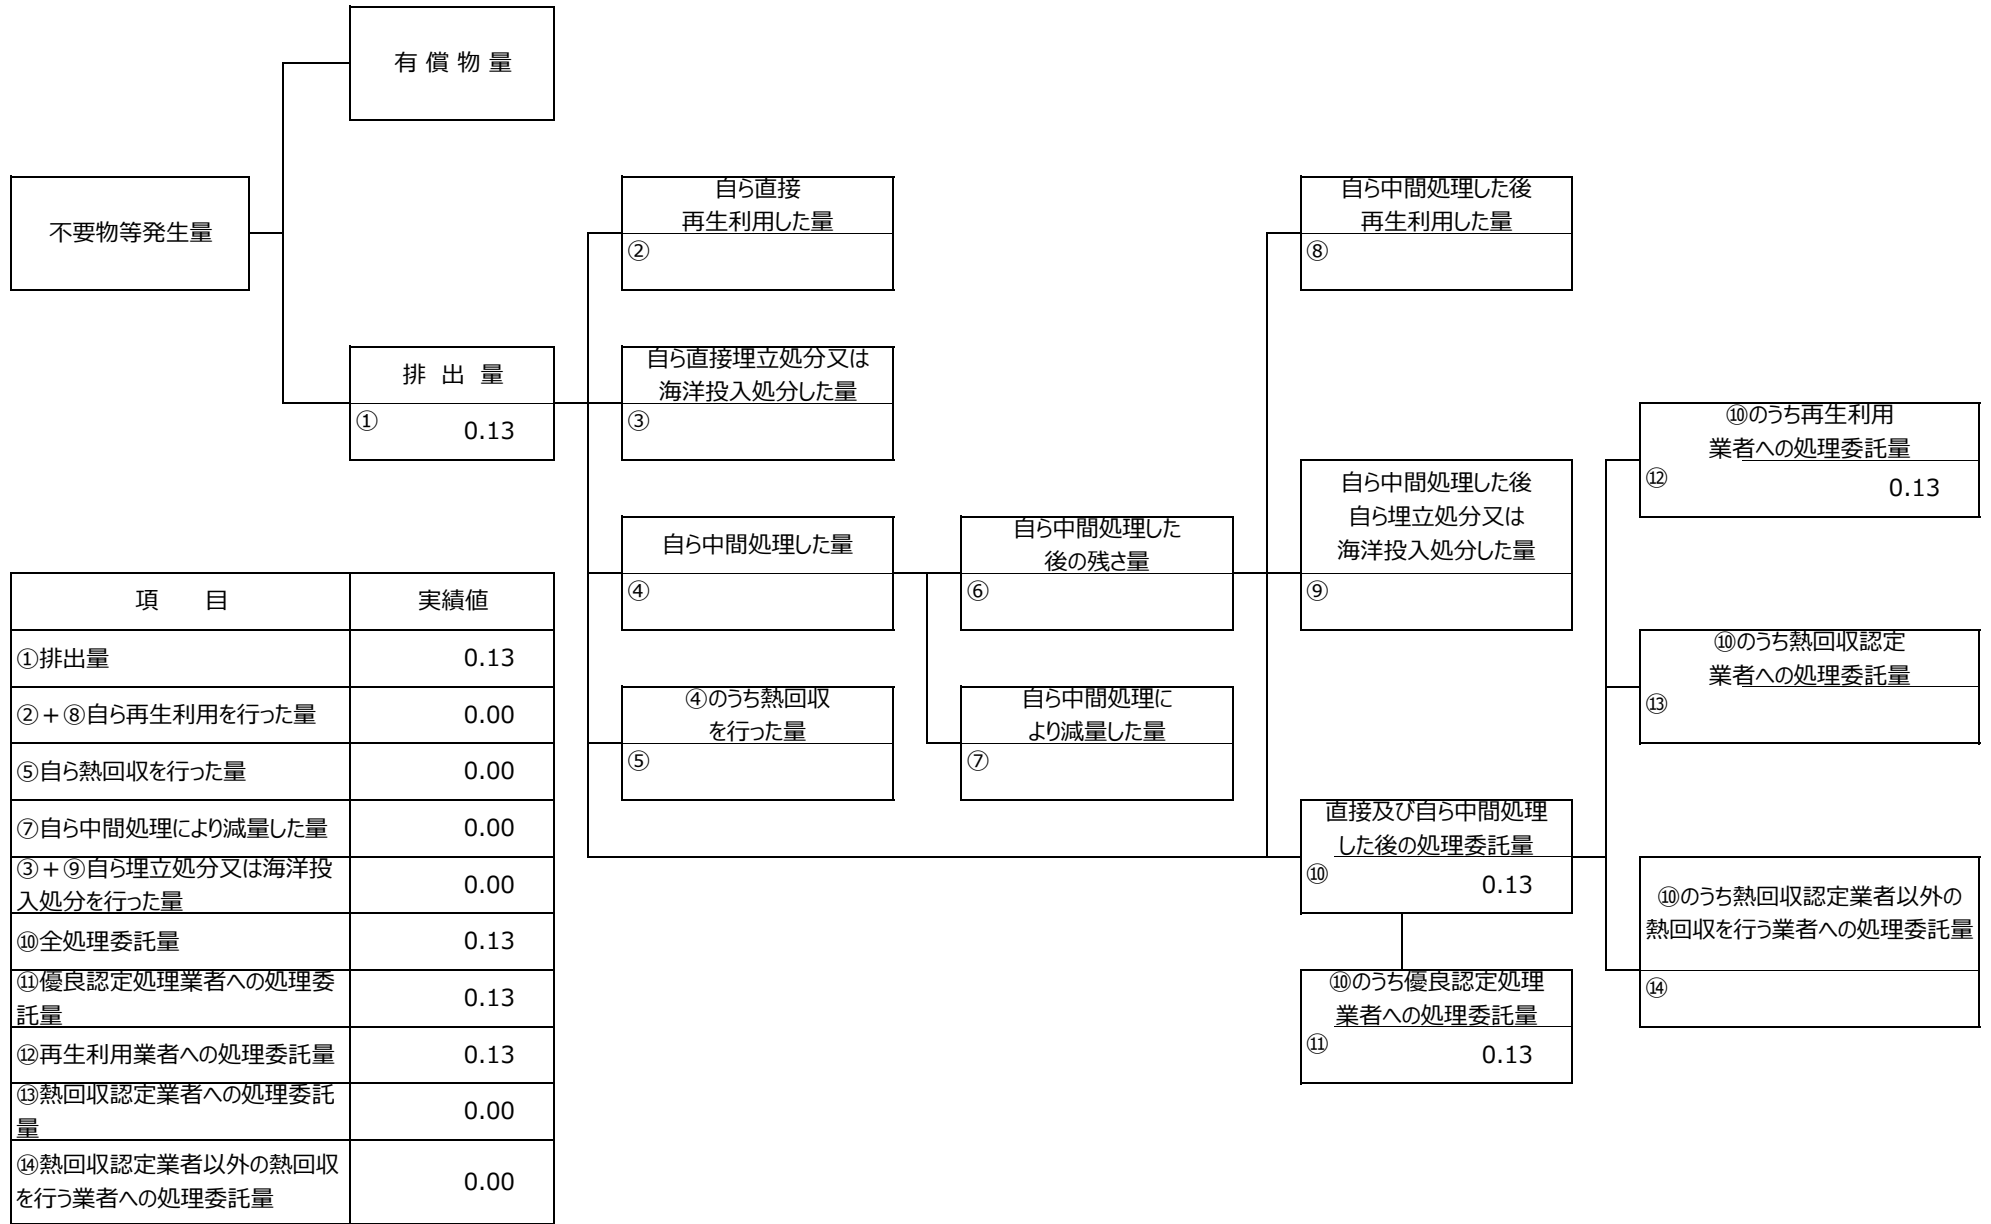 有償物量
不要物等発生量
排出量
① 0.13
自ら直接
再生利用した量
②
自ら直接埋立処分又は
海洋投入処分した量
③
自ら中間処理した量
④
④のうち熱回収
を行った量
⑤
自ら中間処理した
後の残さ量
⑥
自ら中間処理に
より減量した量
⑦
自ら中間処理した後
再生利用した量
⑧
自ら中間処理した後
自ら埋立処分又は
海洋投入処分した量
⑨
直接及び自ら中間処理
した後の処理委託量
⑩ 0.13
⑩のうち優良認定処理
業者への処理委託量
⑪ 0.13
⑩のうち再生利用
業者への処理委託量
⑫ 0.13
⑩のうち熱回収認定
業者への処理委託量
⑬
⑩のうち熱回収認定業者以外の
熱回収を行う業者への処理委託量
⑭
項目 実績値
①排出量 0.13
②+⑧自ら再生利用を行った量 0.00
⑤自ら熱回収を行った量 0.00
⑦自ら中間処理により減量した量 0.00
③+⑨自ら埋立処分又は海洋投
入処分を行った量 0.00
⑩全処理委託量 0.13
⑪優良認定処理業者への処理委
託量 0.13
⑫再生利用業者への処理委託量 0.13
⑬熱回収認定業者への処理委託
量 0.00
⑭熱回収認定業者以外の熱回収
を行う業者への処理委託量 0.00